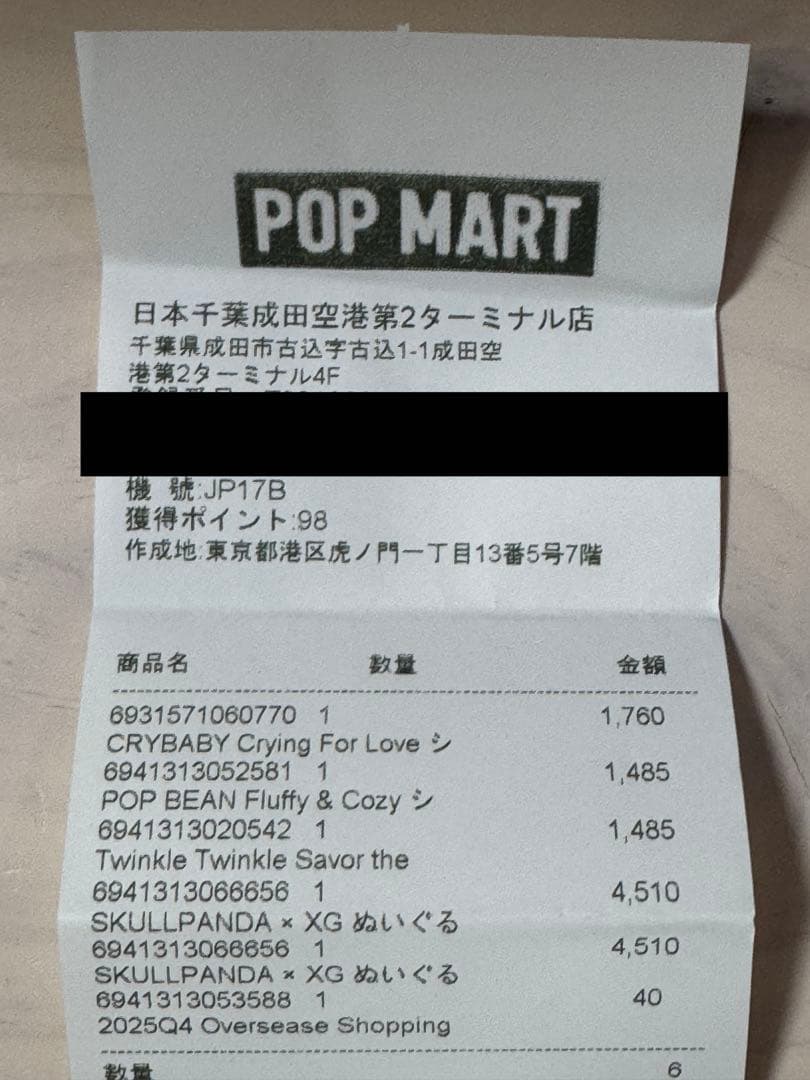 POP MART
日本千葉成田空港第2ターミナル店
千葉県成田市古込字古込1-1成田空
港第2ターミナル4F
機 號:JP17B
獲得ポイント:98
作成地:東京都港区虎ノ門一丁目13番5号7階
商品名 數量 金額
6931571060770 1 1,760
CRYBABY Crying For Love シ
6941313052581 1 1,485
POP BEAN Fluffy & Cozy シ
6941313020542 1 1,485
Twinkle Twinkle Savor the
6941313066656 1 4,510
SKULLPANDA × XG ぬいぐる
6941313066656 1 4,510
SKULLPANDA × XG ぬいぐる
6941313053588 1 40
2025Q4 Oversease Shopping
数量 6